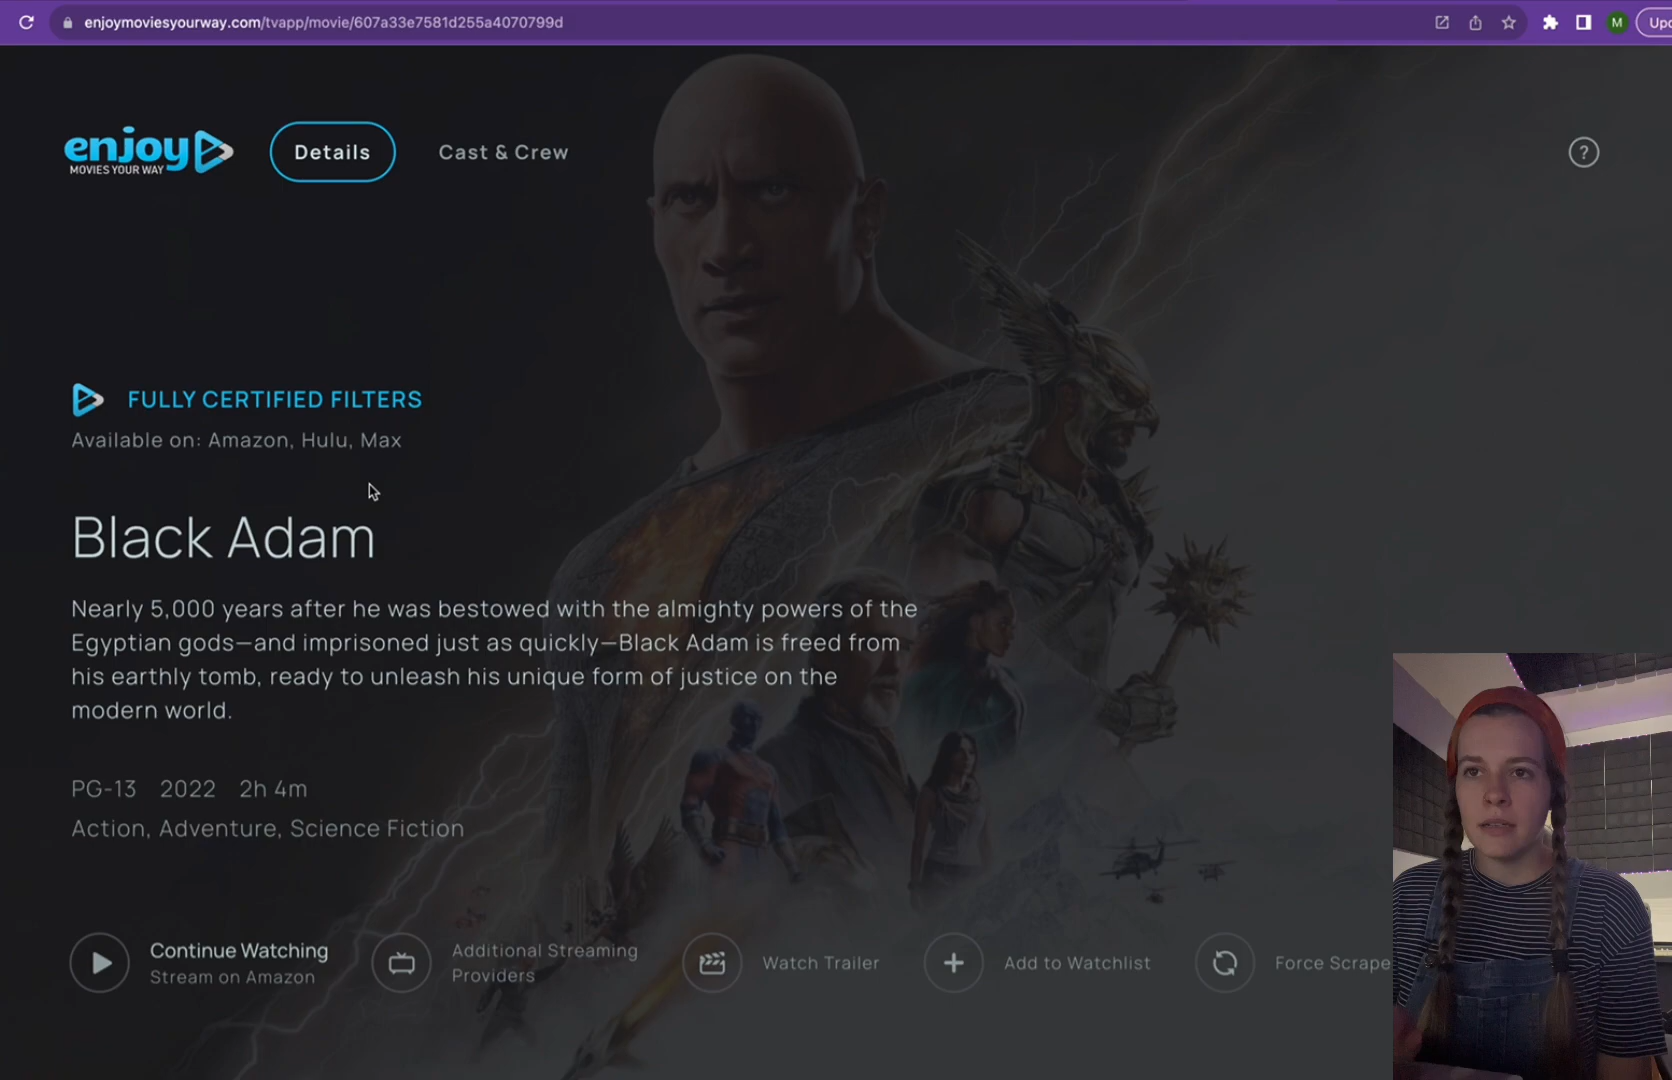 enjoymoviesyourway.com/tvapp/movie/607a33e7581d255a4070799d
M
Upc
enjoy
MOVIES YOUR WAY
Details
Cast & Crew
?
FULLY CERTIFIED FILTERS
Available on: Amazon, Hulu, Max
Black Adam
Nearly 5,000 years after he was bestowed with the almighty powers of the
Egyptian gods—and imprisoned just as quickly—Black Adam is freed from
his earthly tomb, ready to unleash his unique form of justice on the
modern world.
PG-13 2022 2h 4m
Action, Adventure, Science Fiction
Continue Watching
Stream on Amazon
Additional Streaming
Providers
Watch Trailer
Add to Watchlist
Force Scrape